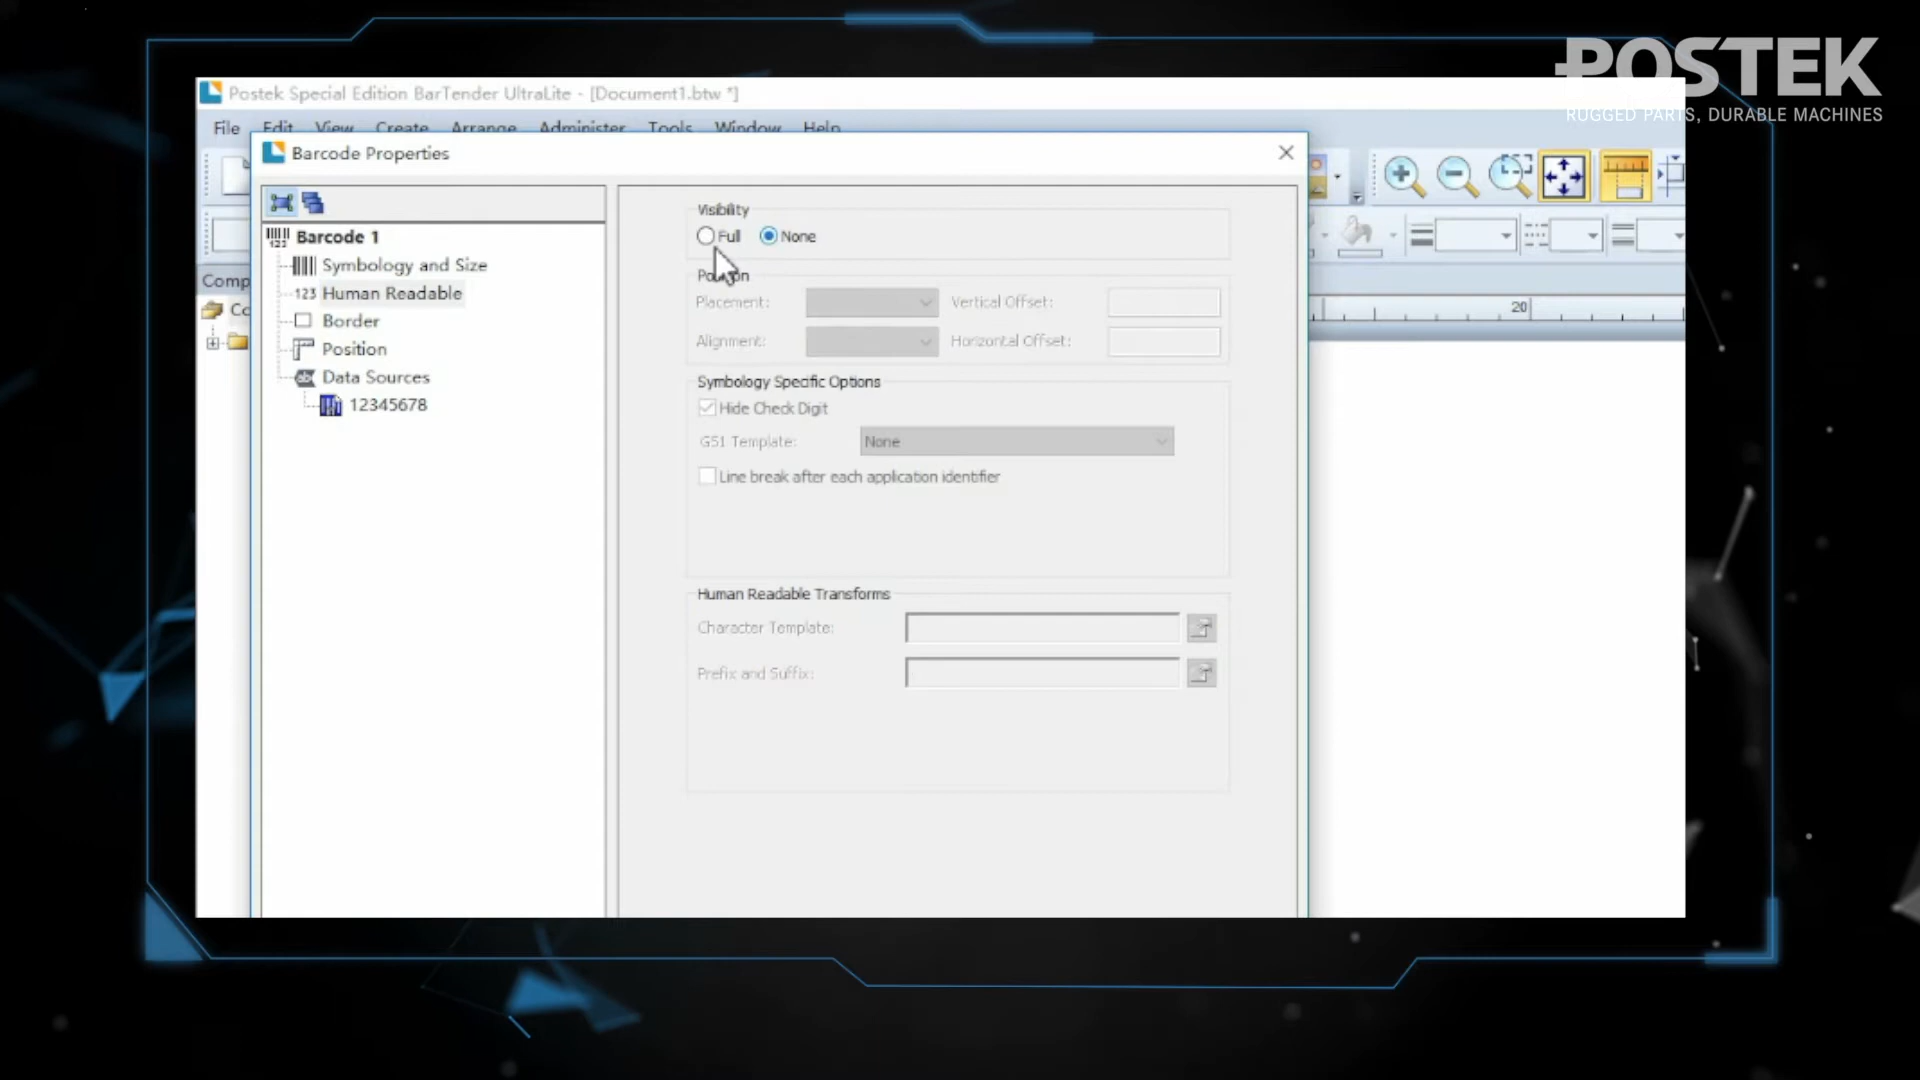 POSTEK
RUGGED PARTS, DURABLE MACHINES
Postek Special Edition BarTender UltraLite - [Document1.btw *]
File Edit View Create Arrange Administer Tools Window Help
Barcode Properties
Visibility
Full None
Barcode 1
Symbology and Size
123 Human Readable
Border
Position
Data Sources
12345678
Comp
Co
Position
Placement: Vertical Offset:
Alignment: Horizontal Offset:
20
Symbology Specific Options
Hide Check Digit
GS1 Template: None
Line break after each application identifier
Human Readable Transforms
Character Template:
Prefix and Suffix: